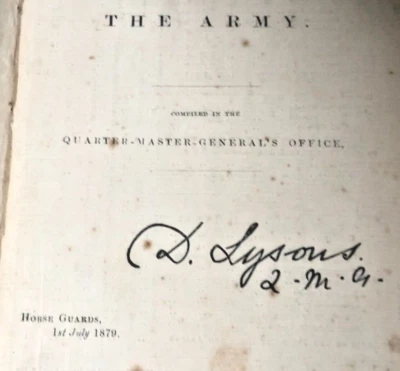 THE ARMY.
COMPILED IN THE
QUARTER-MASTER-GENERAL'S OFFICE,
D. Lysons.
Q.M.G.
HORSE GUARDS,
1st July 1879.